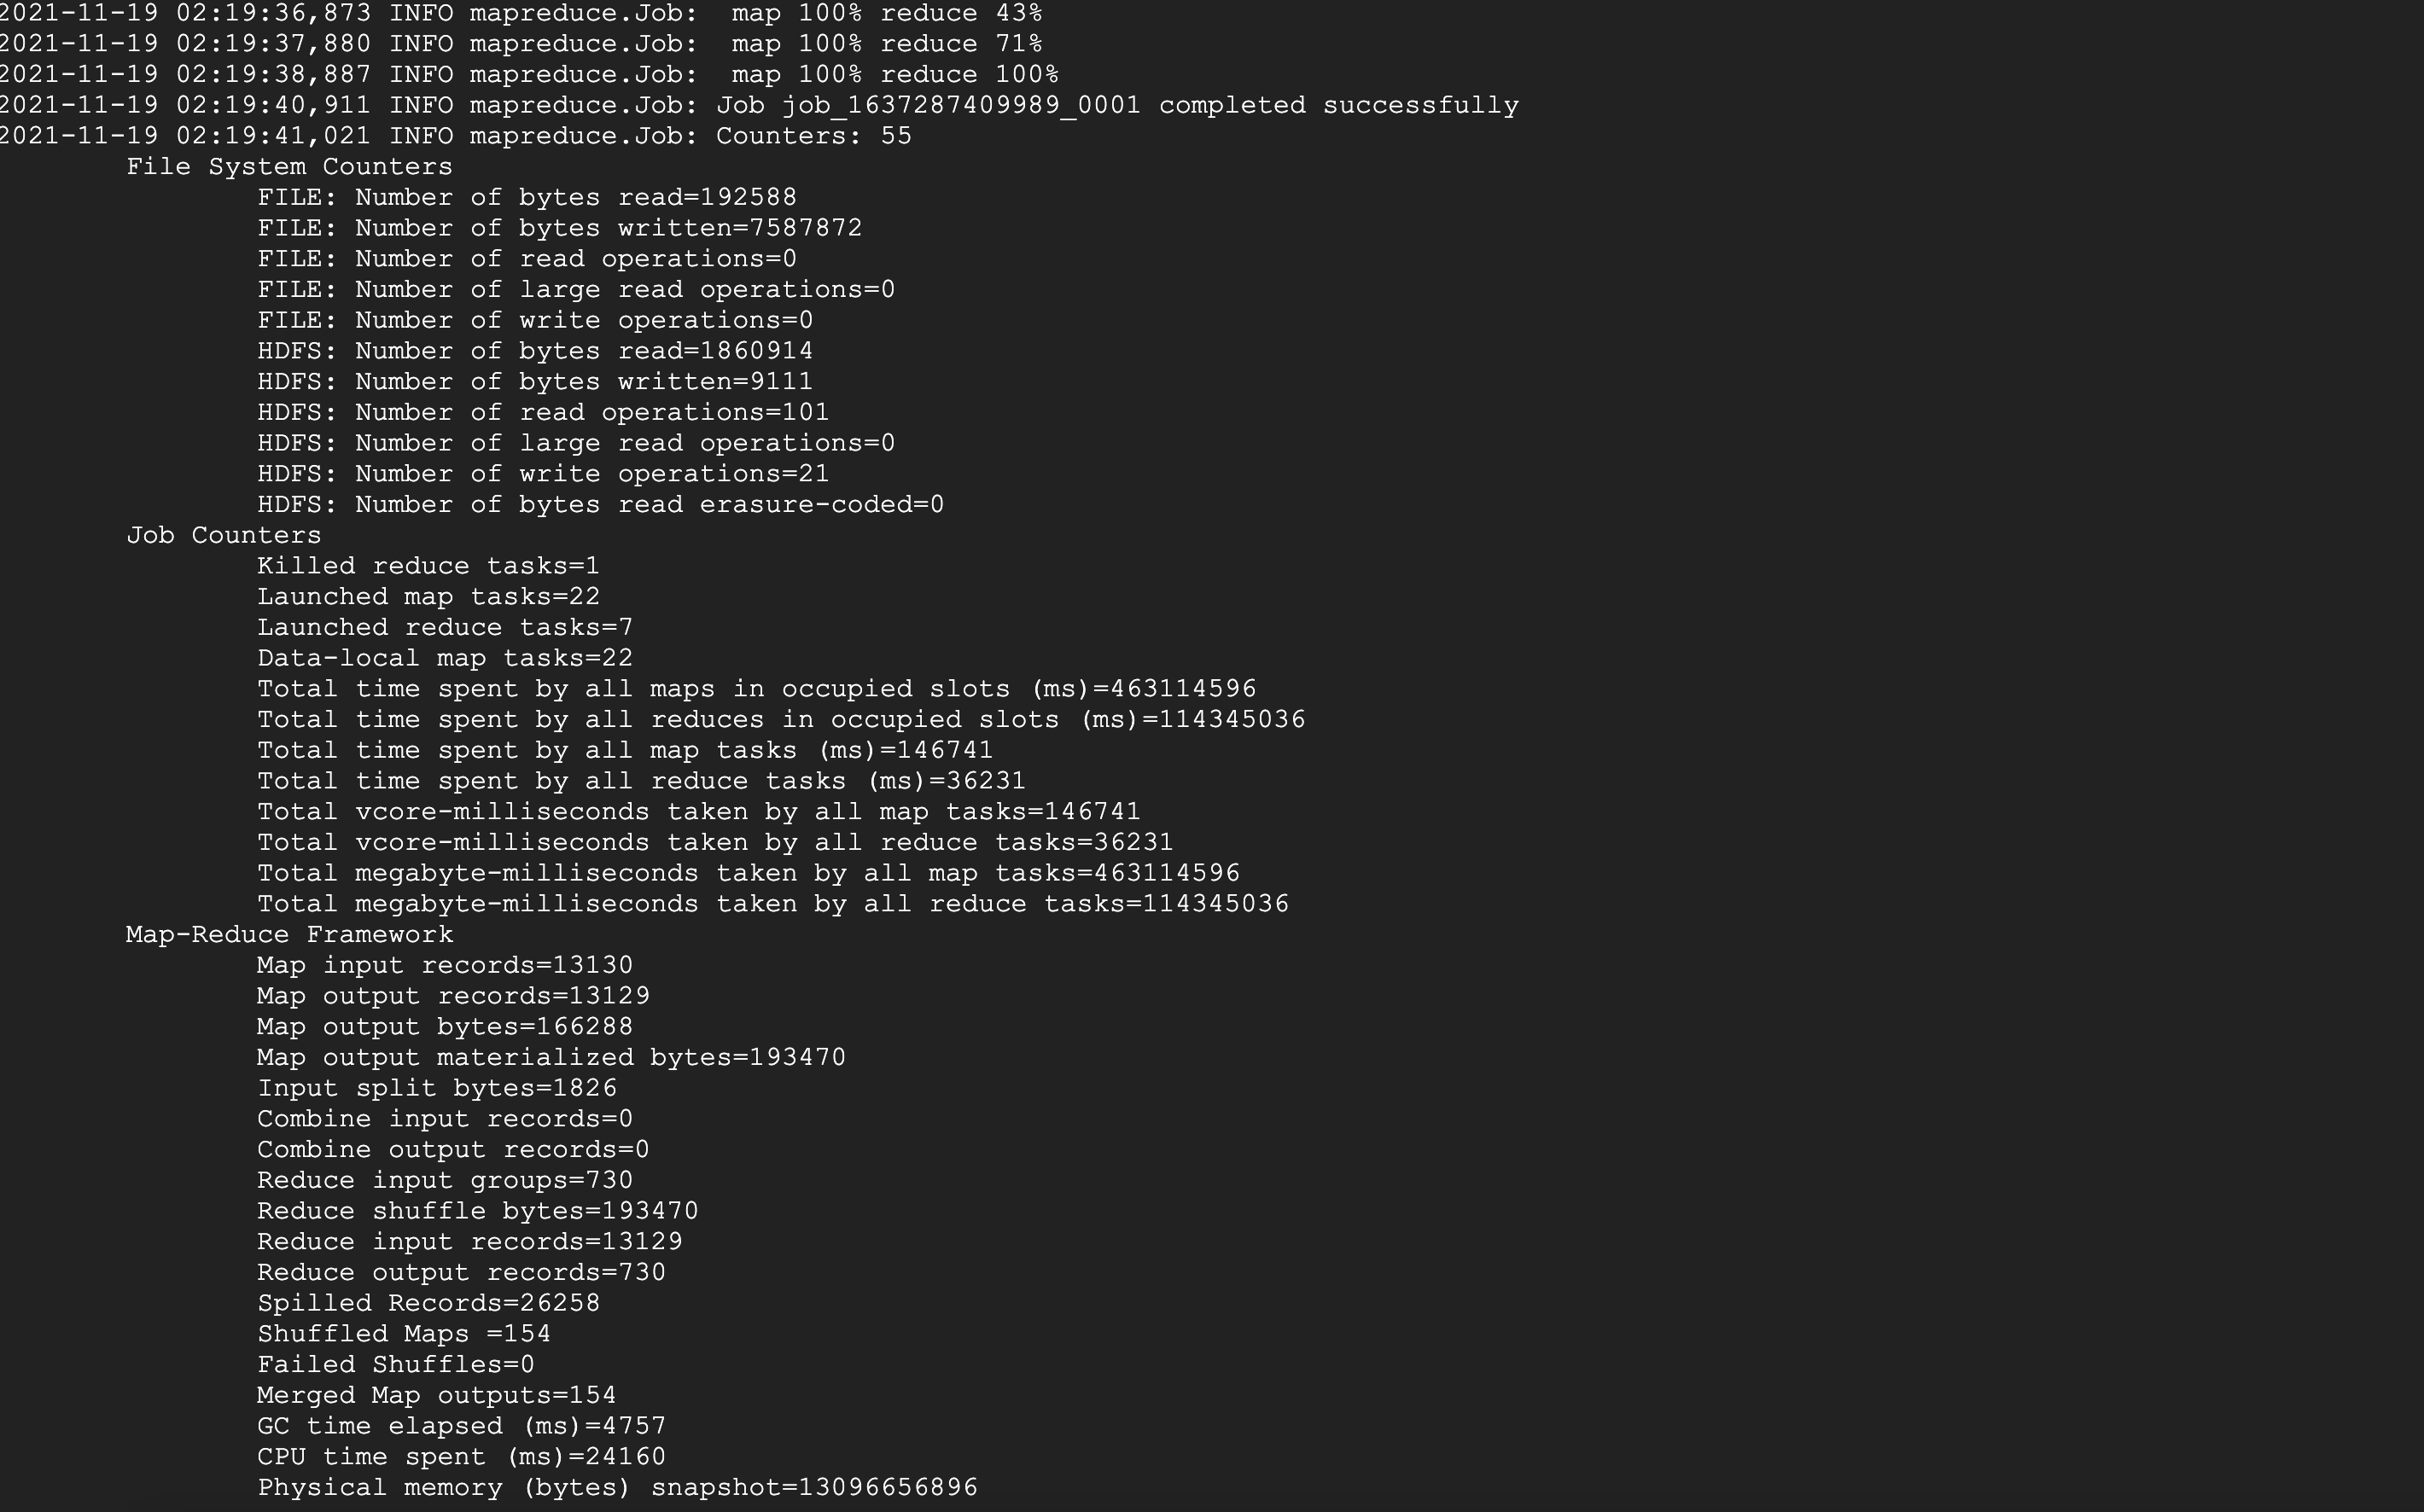 2021-11-19 02:19:36,873 INFO mapreduce.Job:  map 100% reduce 43%
2021-11-19 02:19:37,880 INFO mapreduce.Job:  map 100% reduce 71%
2021-11-19 02:19:38,887 INFO mapreduce.Job:  map 100% reduce 100%
2021-11-19 02:19:40,911 INFO mapreduce.Job: Job job_1637287409989_0001 completed successfully
2021-11-19 02:19:41,021 INFO mapreduce.Job: Counters: 55
File System Counters
FILE: Number of bytes read=192588
FILE: Number of bytes written=7587872
FILE: Number of read operations=0
FILE: Number of large read operations=0
FILE: Number of write operations=0
HDFS: Number of bytes read=1860914
HDFS: Number of bytes written=9111
HDFS: Number of read operations=101
HDFS: Number of large read operations=0
HDFS: Number of write operations=21
HDFS: Number of bytes read erasure-coded=0
Job Counters
Killed reduce tasks=1
Launched map tasks=22
Launched reduce tasks=7
Data-local map tasks=22
Total time spent by all maps in occupied slots (ms)=463114596
Total time spent by all reduces in occupied slots (ms)=114345036
Total time spent by all map tasks (ms)=146741
Total time spent by all reduce tasks (ms)=36231
Total vcore-milliseconds taken by all map tasks=146741
Total vcore-milliseconds taken by all reduce tasks=36231
Total megabyte-milliseconds taken by all map tasks=463114596
Total megabyte-milliseconds taken by all reduce tasks=114345036
Map-Reduce Framework
Map input records=13130
Map output records=13129
Map output bytes=166288
Map output materialized bytes=193470
Input split bytes=1826
Combine input records=0
Combine output records=0
Reduce input groups=730
Reduce shuffle bytes=193470
Reduce input records=13129
Reduce output records=730
Spilled Records=26258
Shuffled Maps =154
Failed Shuffles=0
Merged Map outputs=154
GC time elapsed (ms)=4757
CPU time spent (ms)=24160
Physical memory (bytes) snapshot=13096656896